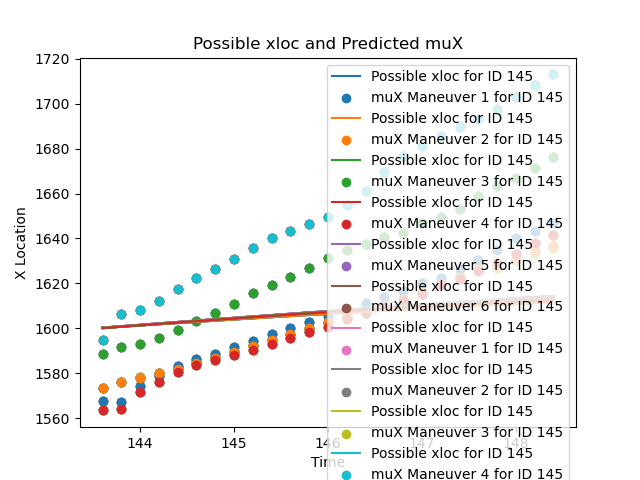 Possible xloc and Predicted muX
1720
1700
1680
1660
1640
1620
1600
1580
1560
X Location
144
145
146
147
148
Time
Possible xloc for ID 145
muX Maneuver 1 for ID 145
Possible xloc for ID 145
muX Maneuver 2 for ID 145
Possible xloc for ID 145
muX Maneuver 3 for ID 145
Possible xloc for ID 145
muX Maneuver 4 for ID 145
Possible xloc for ID 145
muX Maneuver 5 for ID 145
Possible xloc for ID 145
muX Maneuver 6 for ID 145
Possible xloc for ID 145
muX Maneuver 1 for ID 145
Possible xloc for ID 145
muX Maneuver 2 for ID 145
Possible xloc for ID 145
muX Maneuver 3 for ID 145
Possible xloc for ID 145
muX Maneuver 4 for ID 145